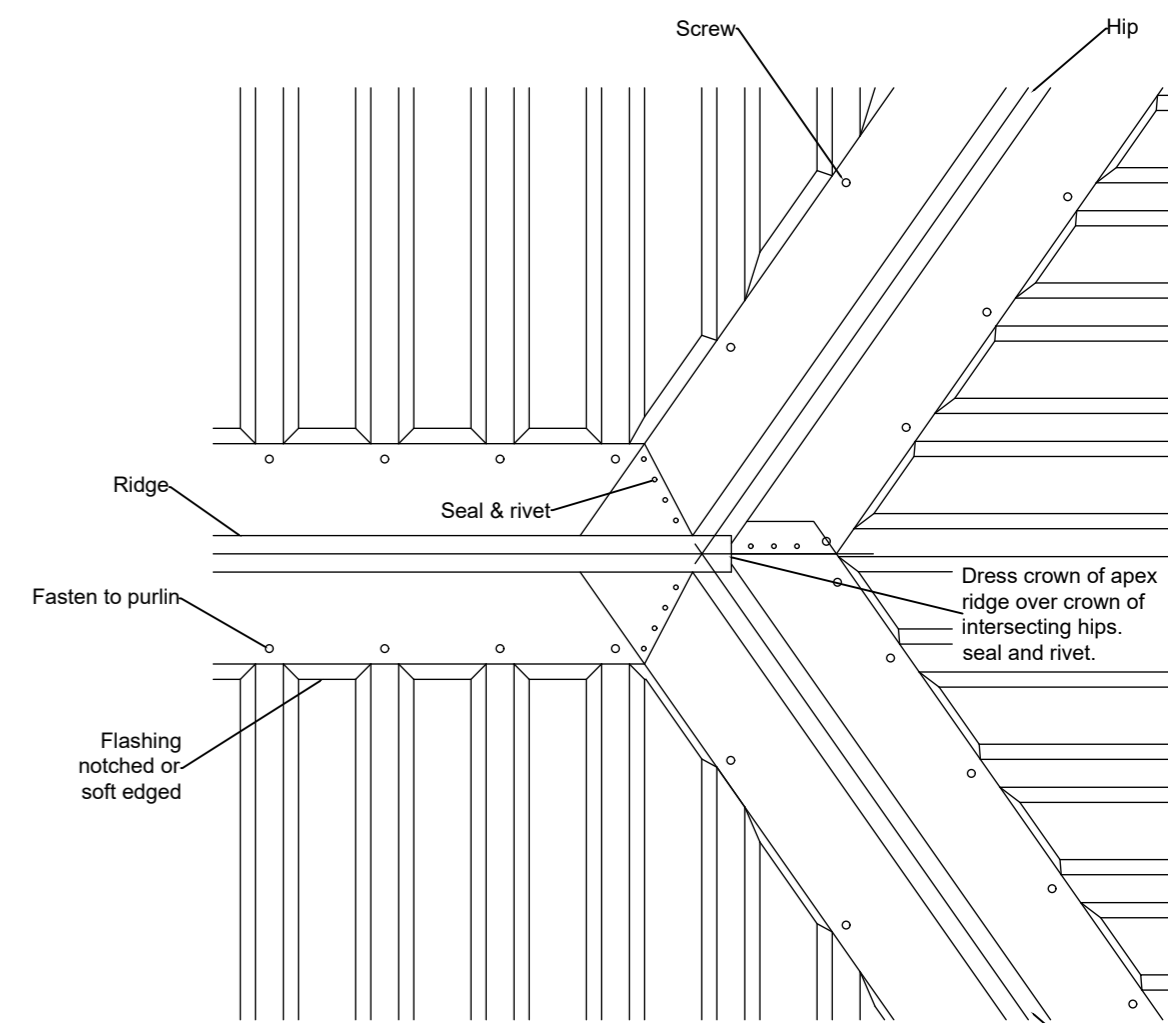 Screw
Hip
Ridge
Seal & rivet
Fasten to purlin
Dress crown of apex
ridge over crown of
intersecting hips.
seal and rivet.
Flashing
notched or
soft edged